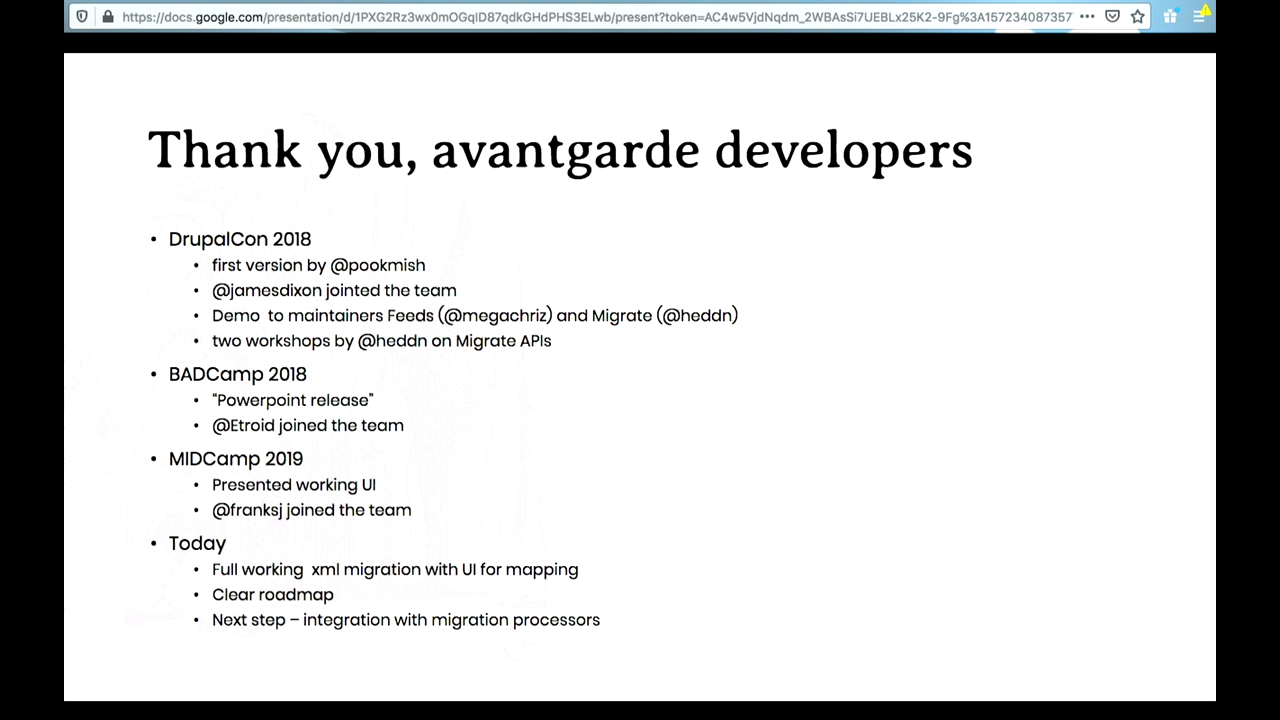 https://docs.google.com/presentation/d/1PXG2Rz3wx0mOGqlD87qdkGHdPHS3ELwb/present?token=AC4w5VjdNqdm_2WBAsSi7UEBLx25K2-9Fg%3A157234087357
Thank you, avantgarde developers
• DrupalCon 2018
• first version by @pookmish
• @jamesdixon jointed the team
• Demo to maintainers Feeds (@megachriz) and Migrate (@heddn)
• two workshops by @heddn on Migrate APIs
• BADCamp 2018
• “Powerpoint release”
• @Etroid joined the team
• MIDCamp 2019
• Presented working UI
• @franksj joined the team
• Today
• Full working xml migration with UI for mapping
• Clear roadmap
• Next step – integration with migration processors